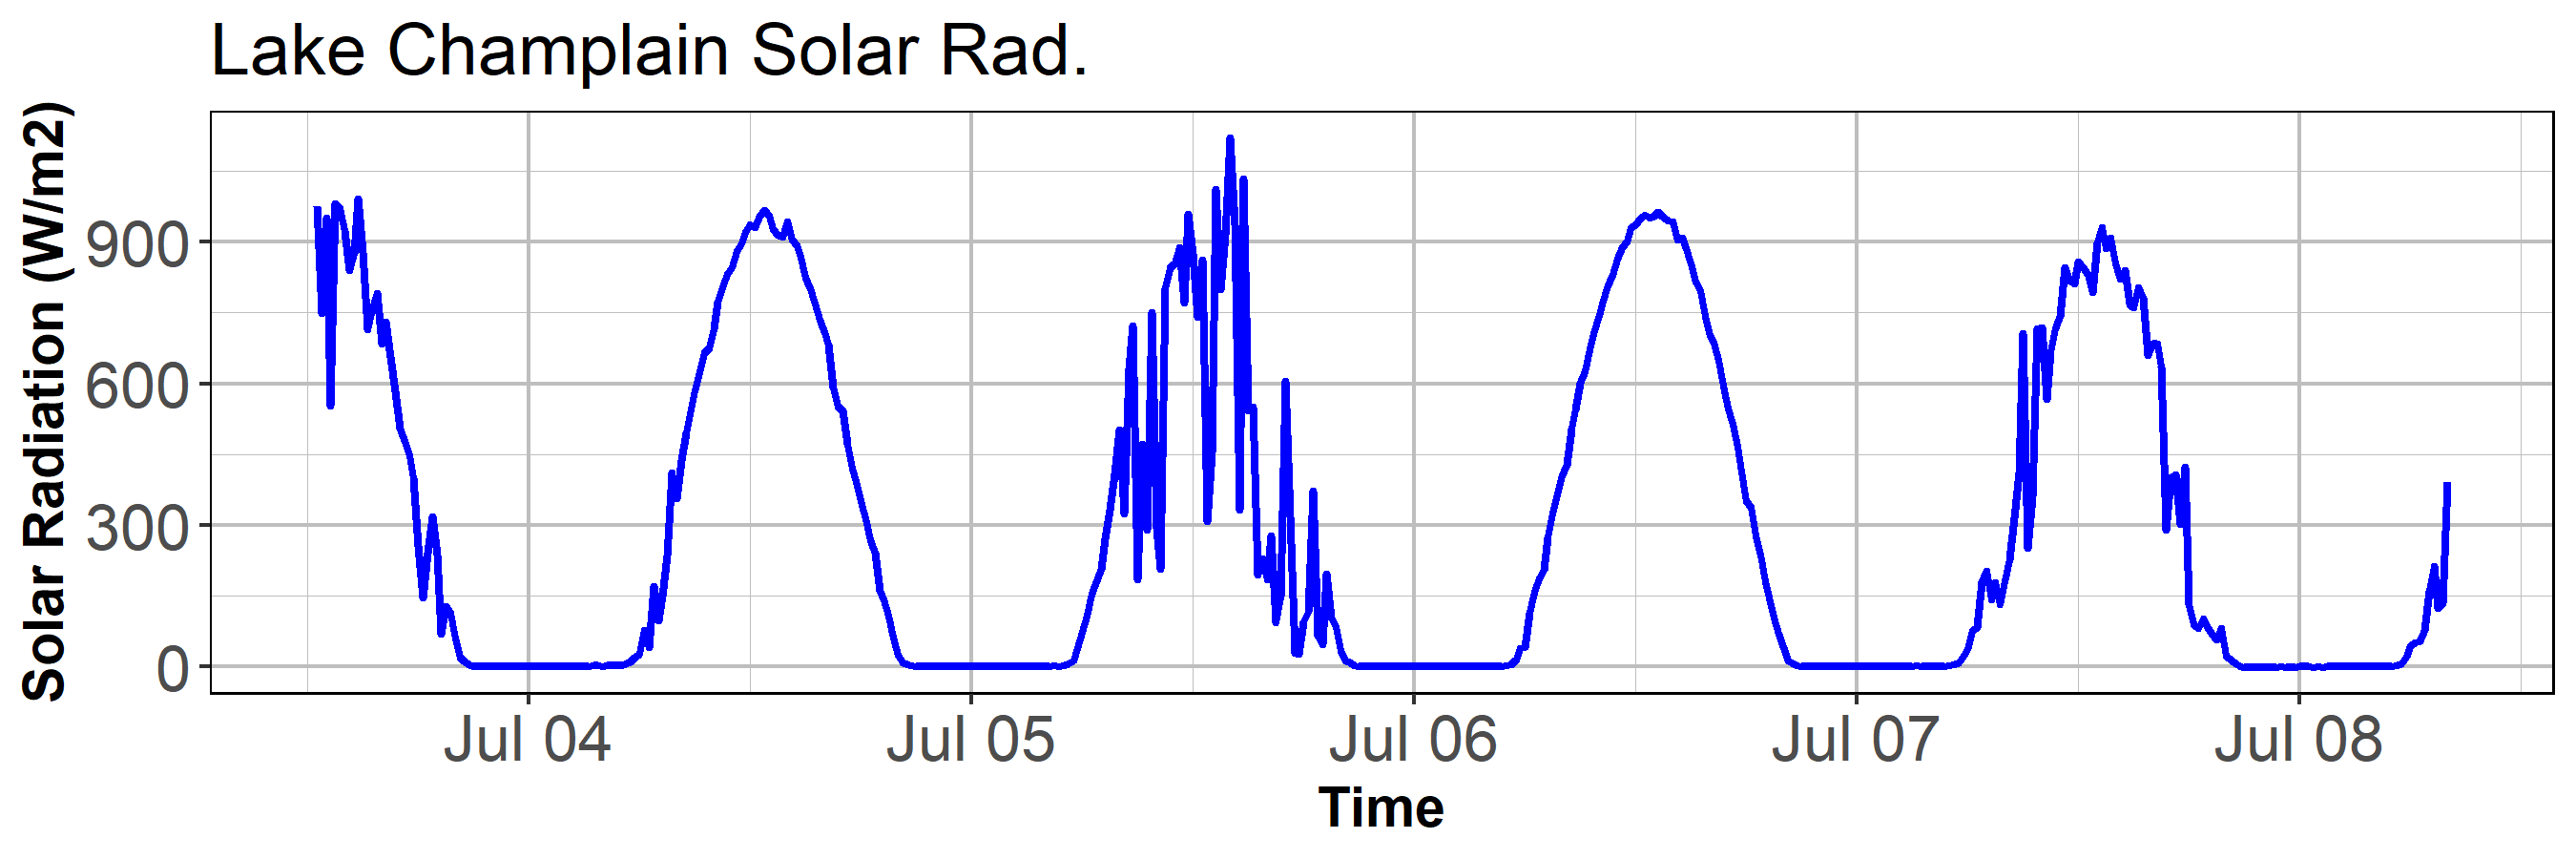 Lake Champlain Solar Rad.
Solar Radiation (W/m2)
900
600
300
0
Jul 04 Jul 05 Jul 06 Jul 07 Jul 08
Time